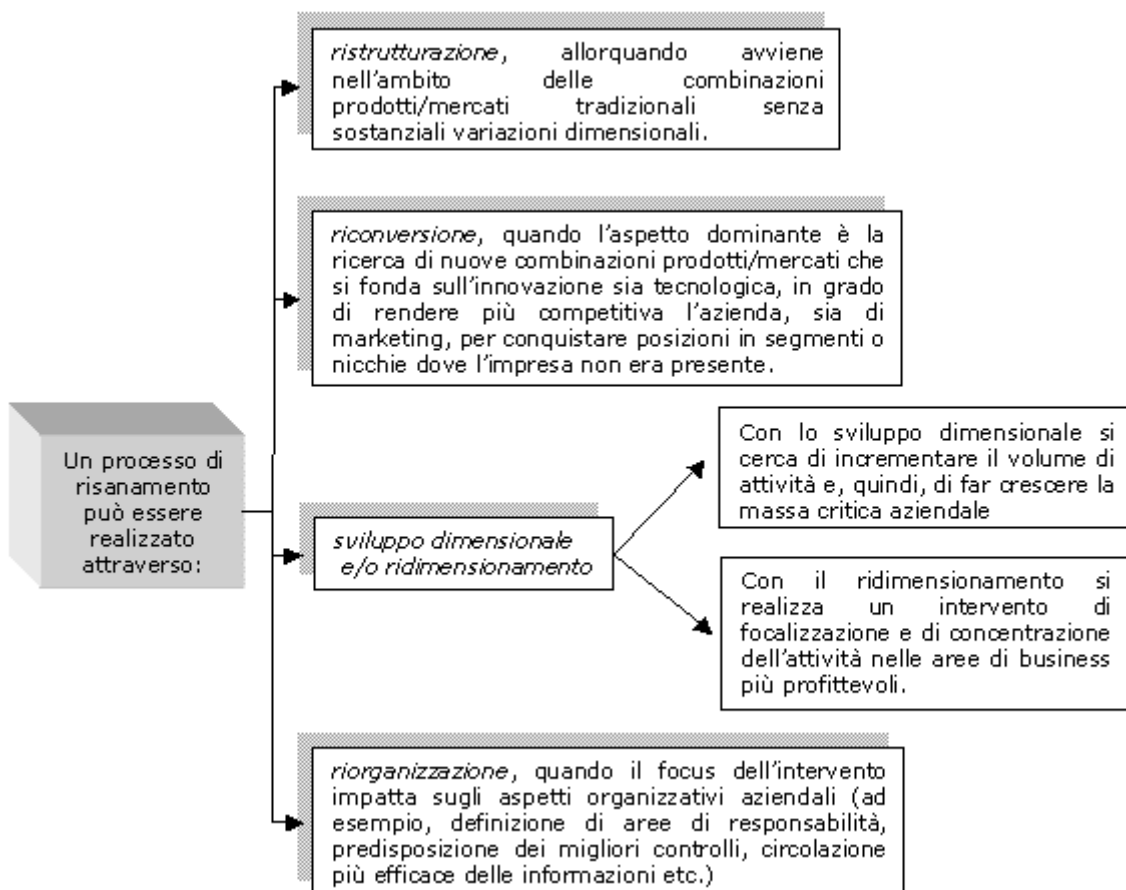 ristrutturazione, allorquando avviene
nell'ambito delle combinazioni
prodotti/mercati tradizionali senza
sostanziali variazioni dimensionali.
riconversione, quando l'aspetto dominante è la
ricerca di nuove combinazioni prodotti/mercati che
si fonda sull'innovazione sia tecnologica, in grado
di rendere più competitiva l'azienda, sia di
marketing, per conquistare posizioni in segmenti o
nicchie dove l'impresa non era presente.
Un processo di
risanamento
può essere
realizzato
attraverso:
sviluppo dimensionale
e/o ridimensionamento
Con lo sviluppo dimensionale si
cerca di incrementare il volume di
attività e, quindi, di far crescere la
massa critica aziendale
Con il ridimensionamento si
realizza un intervento di
focalizzazione e di concentrazione
dell'attività nelle aree di business
più profittevoli.
riorganizzazione, quando il focus dell'intervento
impatta sugli aspetti organizzativi aziendali (ad
esempio, definizione di aree di responsabilità,
predisposizione dei migliori controlli, circolazione
più efficace delle informazioni etc.)